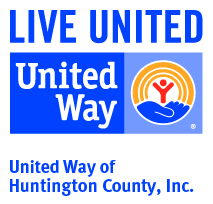 LIVE UNITED
United
Way
®
United Way of
Huntington County, Inc.